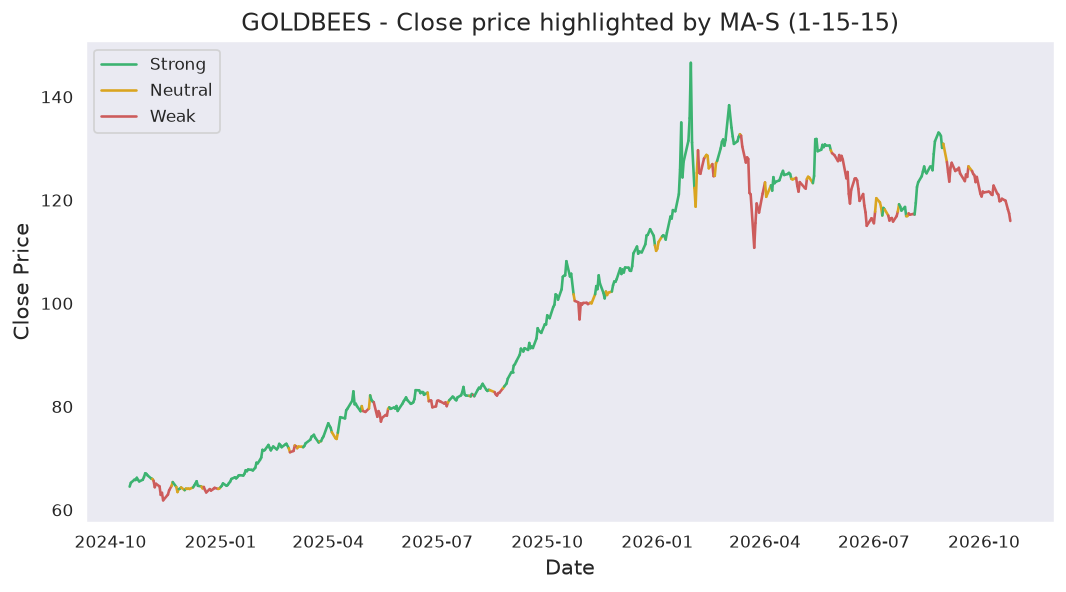 GOLDBEES - Close price highlighted by MA-S (1-15-15)
Strong
Neutral
Weak
Close Price
140
120
100
80
60
2024-10 2025-01 2025-04 2025-07 2025-10 2026-01 2026-04 2026-07 2026-10
Date